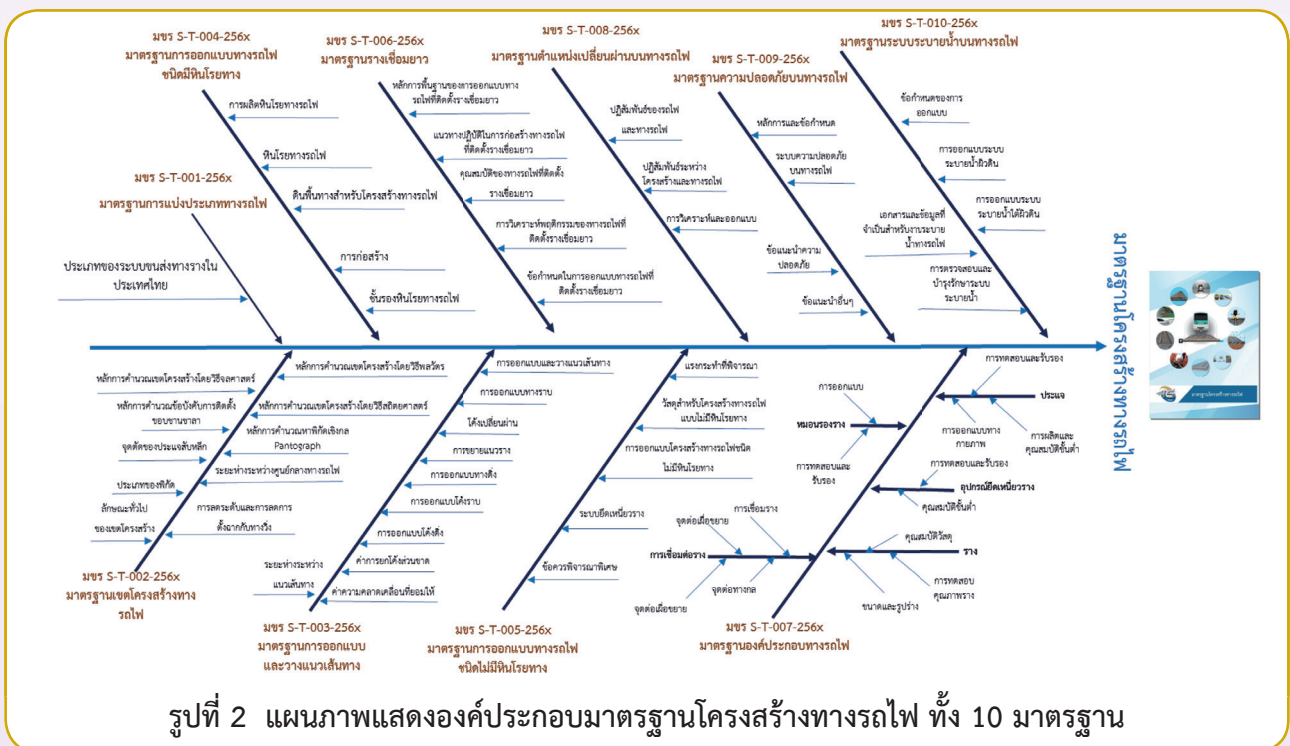 มขร S-T-004-256x
มาตรฐานการออกแบบทางรถไฟ
ชนิดมีหินโรยทาง
การผลิตหินโรยทางรถไฟ
หินโรยทางรถไฟ
ดินพื้นทางสำหรับโครงสร้างทางรถไฟ
การก่อสร้าง
ชั้นรองหินโรยทางรถไฟ
มขร S-T-001-256x
มาตรฐานการแบ่งประเภททางรถไฟ
ประเภทของระบบขนส่งทางรางใน
ประเทศไทย
มขร S-T-006-256x
มาตรฐานรางเชื่อมยาว
หลักการพื้นฐานของการออกแบบทาง
รถไฟที่ติดตั้งรางเชื่อมยาว
แนวทางปฏิบัติในการก่อสร้างทางรถไฟ
ที่ติดตั้งรางเชื่อมยาว
คุณสมบัติของทางรถไฟที่ติดตั้ง
รางเชื่อมยาว
การวิเคราะห์พฤติกรรมของทางรถไฟที่
ติดตั้งรางเชื่อมยาว
ข้อกำหนดในการออกแบบทางรถไฟที่
ติดตั้งรางเชื่อมยาว
มขร S-T-008-256x
มาตรฐานตำแหน่งเปลี่ยนผ่านบนทางรถไฟ
ปฏิสัมพันธ์ของรถไฟ
และทางรถไฟ
ปฏิสัมพันธ์ระหว่าง
โครงสร้างและทางรถไฟ
การวิเคราะห์และออกแบบ
มขร S-T-009-256x
มาตรฐานความปลอดภัยบนทางรถไฟ
หลักการและข้อกำหนด
ระบบความปลอดภัย
บนทางรถไฟ
ข้อแนะนำความ
ปลอดภัย
ข้อแนะนำอื่นๆ
มขร S-T-010-256x
มาตรฐานระบบระบายน้ำบนทางรถไฟ
ข้อกำหนดของการ
ออกแบบ
การออกแบบระบบ
ระบายน้ำผิวดิน
การออกแบบระบบ
ระบายน้ำใต้ผิวดิน
เอกสารและข้อมูลที่
จำเป็นสำหรับงานระบาย
น้ำทางรถไฟ
การตรวจสอบและ
บำรุงรักษาระบบ
ระบายน้ำ
มาตรฐานโครงสร้างทางรถไฟ
มาตรฐานโครงสร้างทางรถไฟ
หลักการคำนวณเขตโครงสร้างโดยวิธีพลวัตร
หลักการคำนวณเขตโครงสร้างโดยวิธีจลศาสตร์
หลักการคำนวณข้อบังคับการติดตั้ง
ขอบชานชาลา
หลักการคำนวณเขตโครงสร้างโดยวิธีสถิตยศาสตร์
จุดตัดของประแจสับหลีก
หลักการคำนวณหาพิกัดเชิงกล
Pantograph
ระยะห่างระหว่างศูนย์กลางทางรถไฟ
ประเภทของพิกัด
ลักษณะทั่วไป
ของเขตโครงสร้าง
การลดระดับและการลดการ
ตั้งฉากกับทางวิ่ง
มขร S-T-002-256x
มาตรฐานเขตโครงสร้างทาง
รถไฟ
การออกแบบและวางแนวเส้นทาง
การออกแบบทางราบ
โค้งเปลี่ยนผ่าน
การขยายแนวราง
การออกแบบทางดิ่ง
การออกแบบโค้งราบ
การออกแบบโค้งดิ่ง
ค่าการยกโค้งส่วนขาด
ระยะห่างระหว่าง
แนวเส้นทาง
ค่าความคลาดเคลื่อนที่ยอมให้
มขร S-T-003-256x
มาตรฐานการออกแบบ
และวางแนวเส้นทาง
แรงกระทำที่พิจารณา
วัสดุสำหรับโครงสร้างทางรถไฟ
แบบไม่มีหินโรยทาง
การออกแบบโครงสร้างทางรถไฟชนิด
ไม่มีหินโรยทาง
ระบบยึดเหนี่ยวราง
ข้อควรพิจารณาพิเศษ
มขร S-T-005-256x
มาตรฐานการออกแบบทางรถไฟ
ชนิดไม่มีหินโรยทาง
การทดสอบและรับรอง
ประแจ
การออกแบบทาง
กายภาพ
การผลิตและ
คุณสมบัติขั้นต่ำ
การออกแบบ
หมอนรองราง
การทดสอบและ
รับรอง
การทดสอบและรับรอง
อุปกรณ์ยึดเหนี่ยวราง
คุณสมบัติขั้นต่ำ
การเชื่อมราง
จุดต่อเผื่อขยาย
การเชื่อมต่อราง
จุดต่อทางกล
จุดต่อเผื่อขยาย
คุณสมบัติวัสดุ
ราง
การทดสอบ
คุณภาพราง
ขนาดและรูปร่าง
มขร S-T-007-256x
มาตรฐานองค์ประกอบทางรถไฟ
รูปที่ 2 แผนภาพแสดงองค์ประกอบมาตรฐานโครงสร้างทางรถไฟ ทั้ง 10 มาตรฐาน